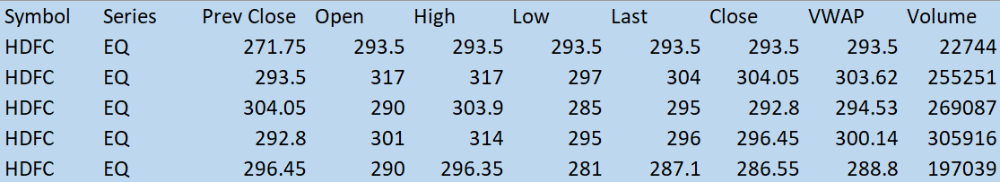 Symbol Series Prev Close Open High Low Last Close VWAP Volume
HDFC EQ 271.75 293.5 293.5 293.5 293.5 293.5 293.5 22744
HDFC EQ 293.5 317 317 297 304 304.05 303.62 255251
HDFC EQ 304.05 290 303.9 285 295 292.8 294.53 269087
HDFC EQ 292.8 301 314 295 296 296.45 300.14 305916
HDFC EQ 296.45 290 296.35 281 287.1 286.55 288.8 197039